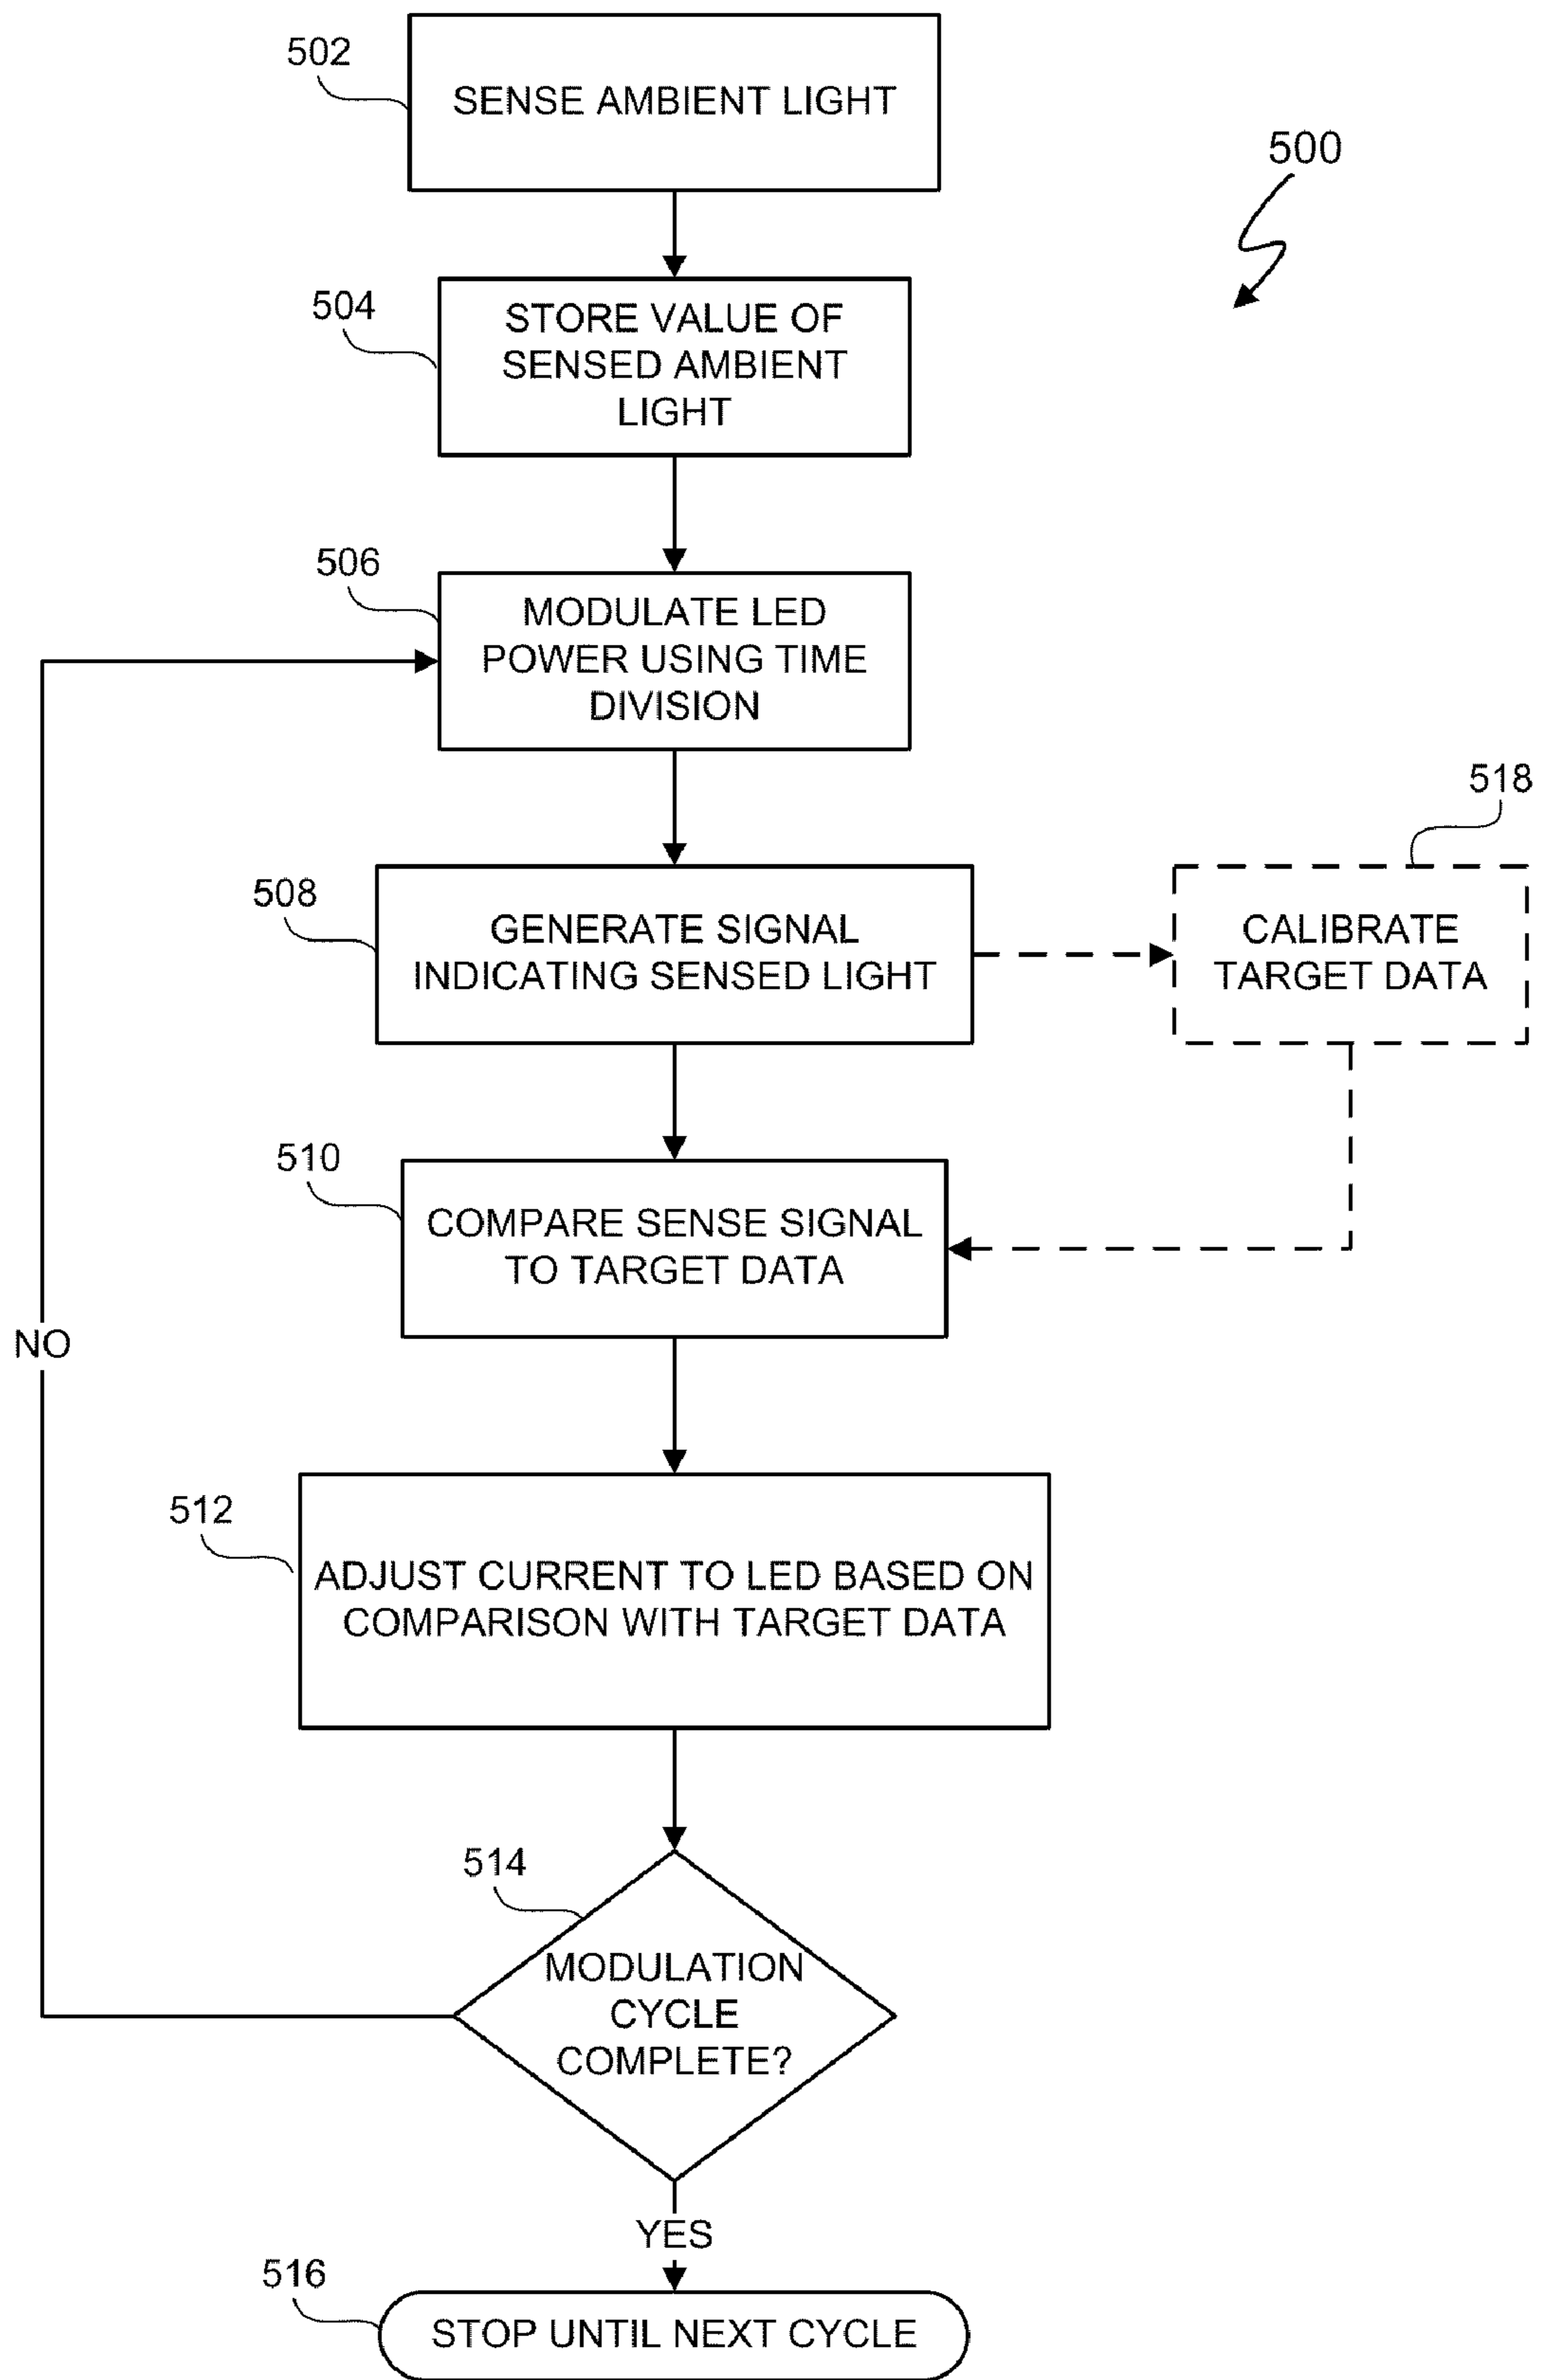 502
SENSE AMBIENT LIGHT
500
504
STORE VALUE OF
SENSED AMBIENT
LIGHT
506
MODULATE LED
POWER USING TIME
DIVISION
518
508
GENERATE SIGNAL
INDICATING SENSED LIGHT
CALIBRATE
TARGET DATA
510
COMPARE SENSE SIGNAL
TO TARGET DATA
NO
512
ADJUST CURRENT TO LED BASED ON
COMPARISON WITH TARGET DATA
514
MODULATION
CYCLE
COMPLETE?
YES
516
STOP UNTIL NEXT CYCLE